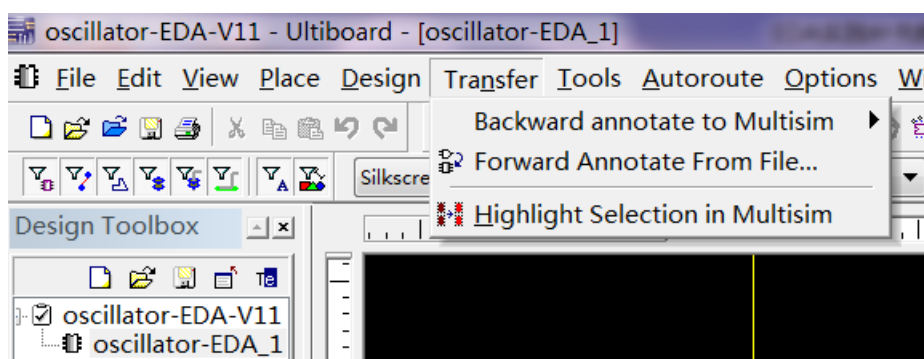 oscillator-EDA-V11 - Ultiboard - [oscillator-EDA_1]
File Edit View Place Design Transfer Tools Autoroute Options W
Backward annotate to Multisim
Forward Annotate From File...
Silkscre
Highlight Selection in Multisim
Design Toolbox
oscillator-EDA-V11
oscillator-EDA_1